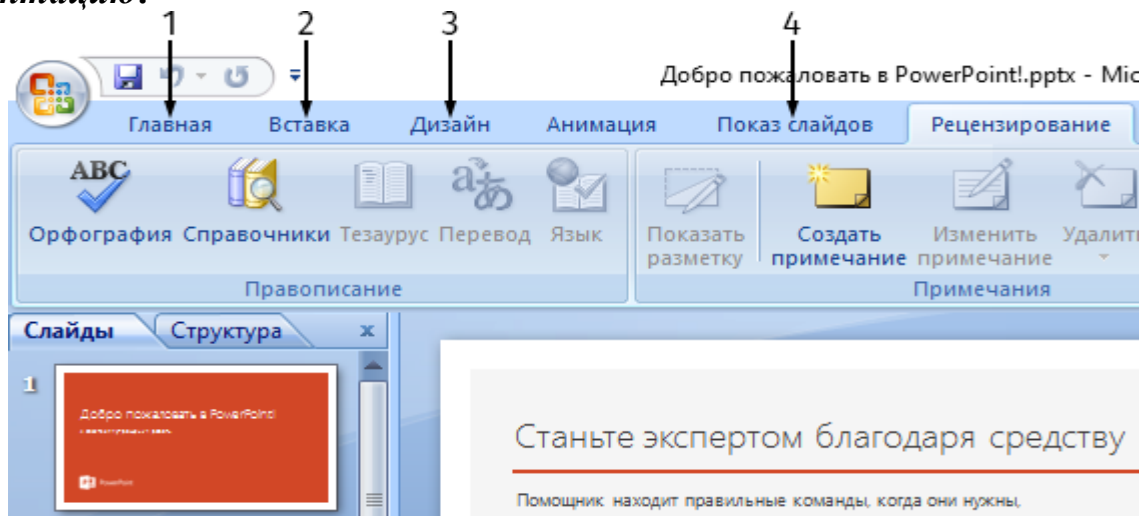 1 2 3 4
Добро пожаловать в PowerPoint!.pptx - Mic
Главная Вставка Дизайн Анимация Показ слайдов Рецензирование
ABC
Орфография Справочники Тезаурус Перевод Язык
Показать разметку
Создать примечание
Изменить примечание
Удалить
Правописание Примечания
Слайды Структура x
1
Добро пожаловать в PowerPoint!
PowerPoint
Станьте экспертом благодаря средству
Помощник находит правильные команды, когда они нужны,